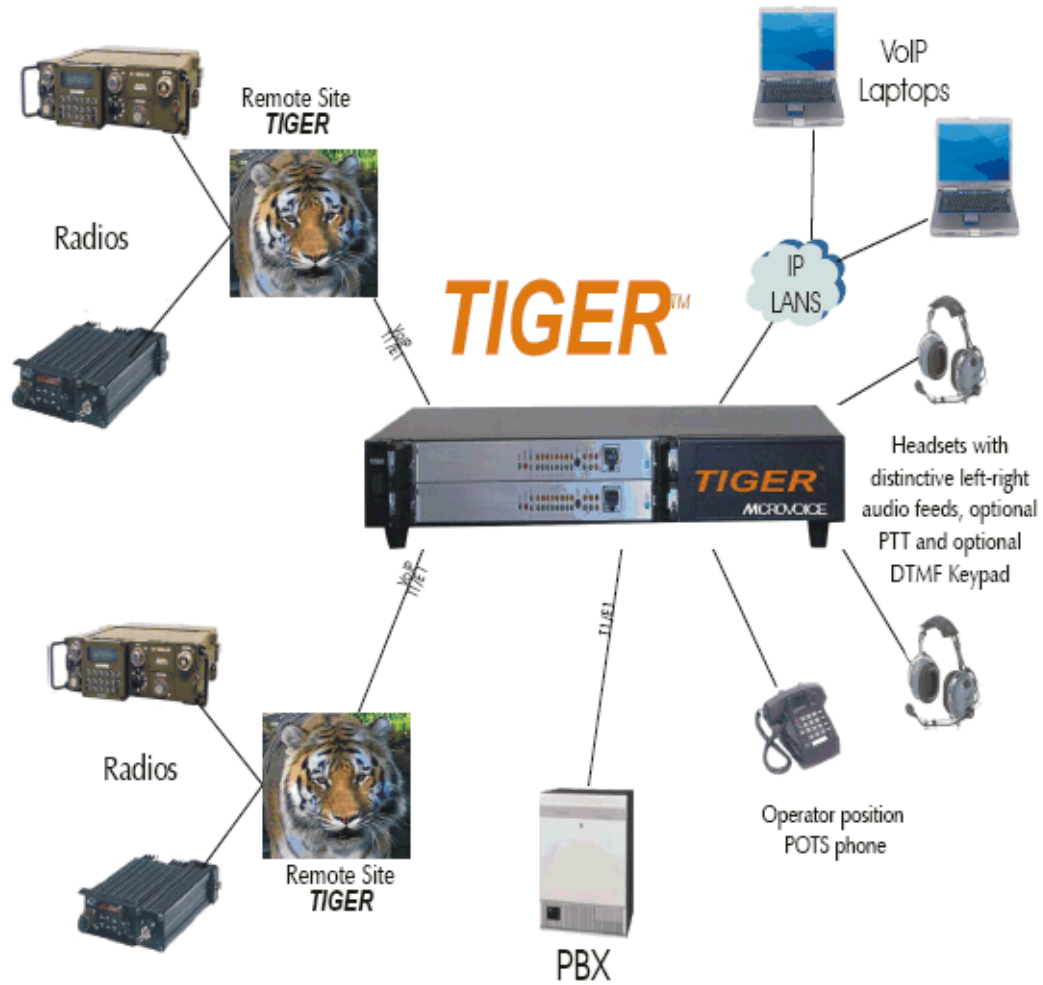 VoIP
Laptops
Remote Site
TIGER
Radios
IP
LANS
TIGER™
VoIP
T1/E1
Headsets with
distinctive left-right
audio feeds, optional
PTT and optional
DTMF Keypad
TIGER
MICROVOICE
VoIP
T1/E1
T1/E1
Radios
Operator position
POTS phone
Remote Site
TIGER
PBX